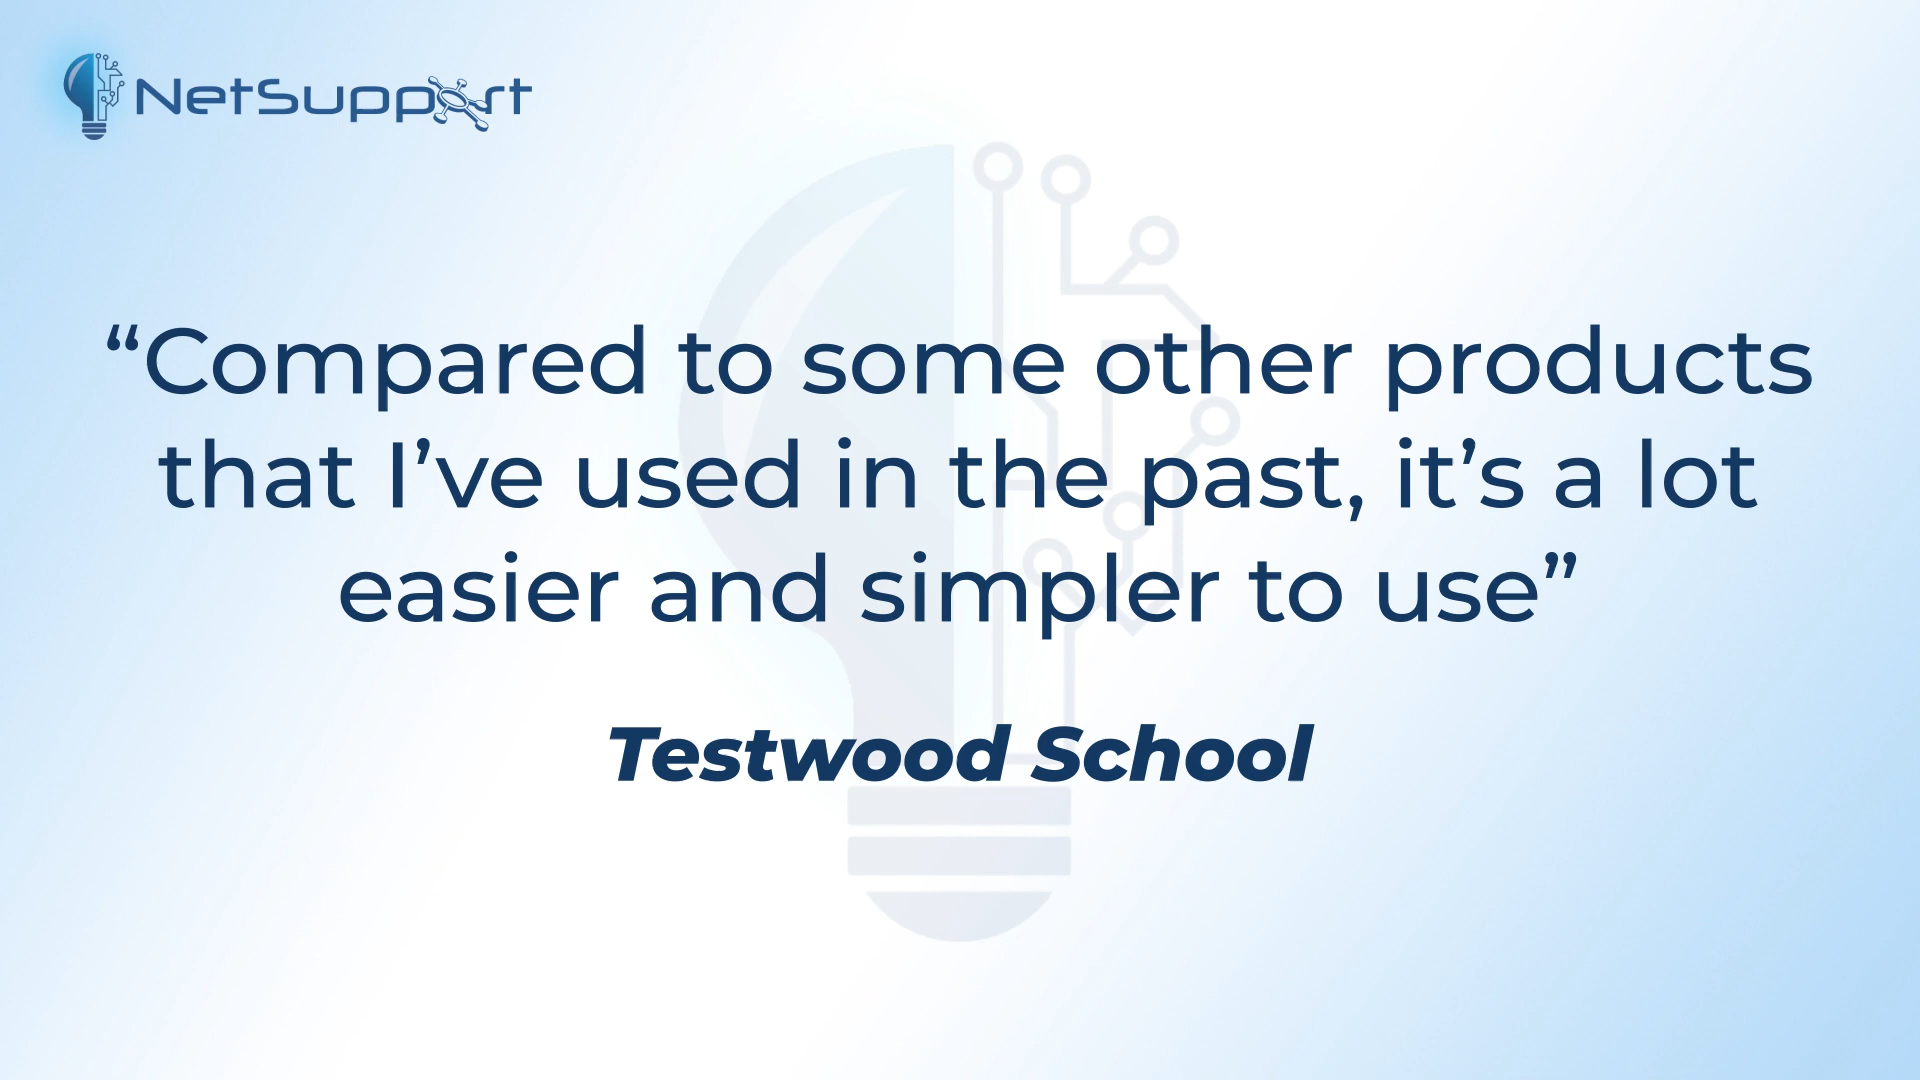 NetSupport
“Compared to some other products
that I’ve used in the past, it’s a lot
easier and simpler to use”
Testwood School